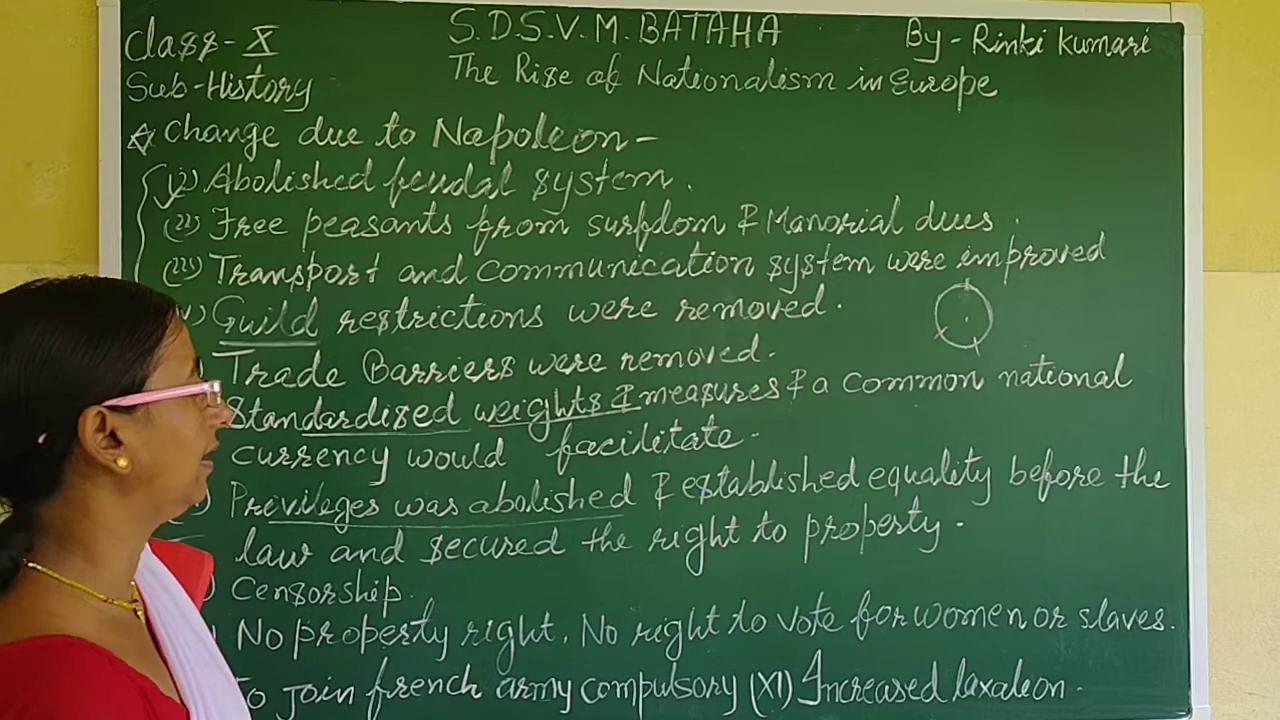 Class-X
S.D.S.V.M. BATAHA
By - Rinki Kumari
Sub-History
The Rise of Nationalism in Europe
Change due to Napoleon-
(i) Abolished feudal system.
(ii) Free peasants from surfdom & Manorial dues.
(iii) Transport and communication system were improved
Guild restrictions were removed.
Trade Barriers were removed.
Standardised weights & measures & a common national
currency would facilitate.
Privileges was abolished & established equality before the
law and secured the right to property.
Censorship.
No property right, No right to vote for women or slaves.
To join french army compulsory (XI) Increased taxation.